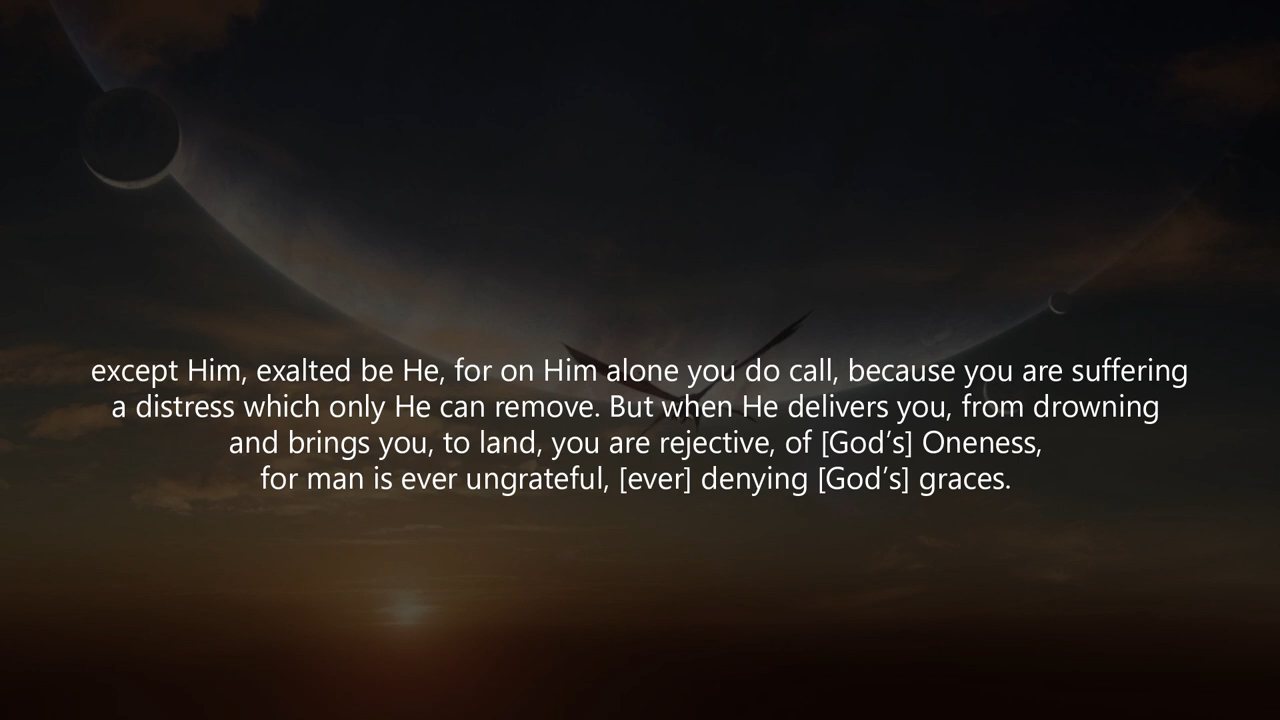 except Him, exalted be He, for on Him alone you do call, because you are suffering
a distress which only He can remove. But when He delivers you, from drowning
and brings you, to land, you are rejective, of [God’s] Oneness,
for man is ever ungrateful, [ever] denying [God’s] graces.